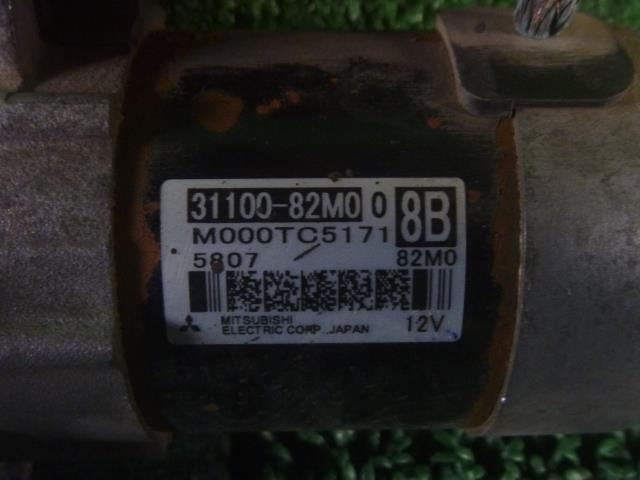 31100-82M0 0 8B
M000TC5171
5807 82M0
MITSUBISHI
ELECTRIC CORP. JAPAN 12V